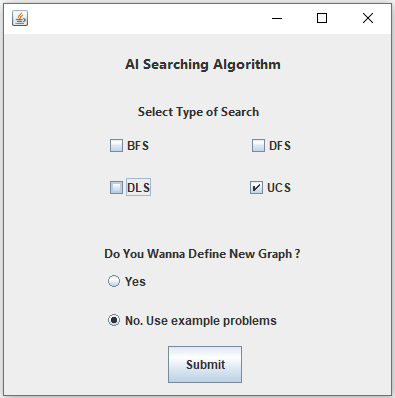 AI Searching Algorithm
Select Type of Search
BFS DFS
DLS UCS
Do You Wanna Define New Graph ?
Yes
No. Use example problems
Submit